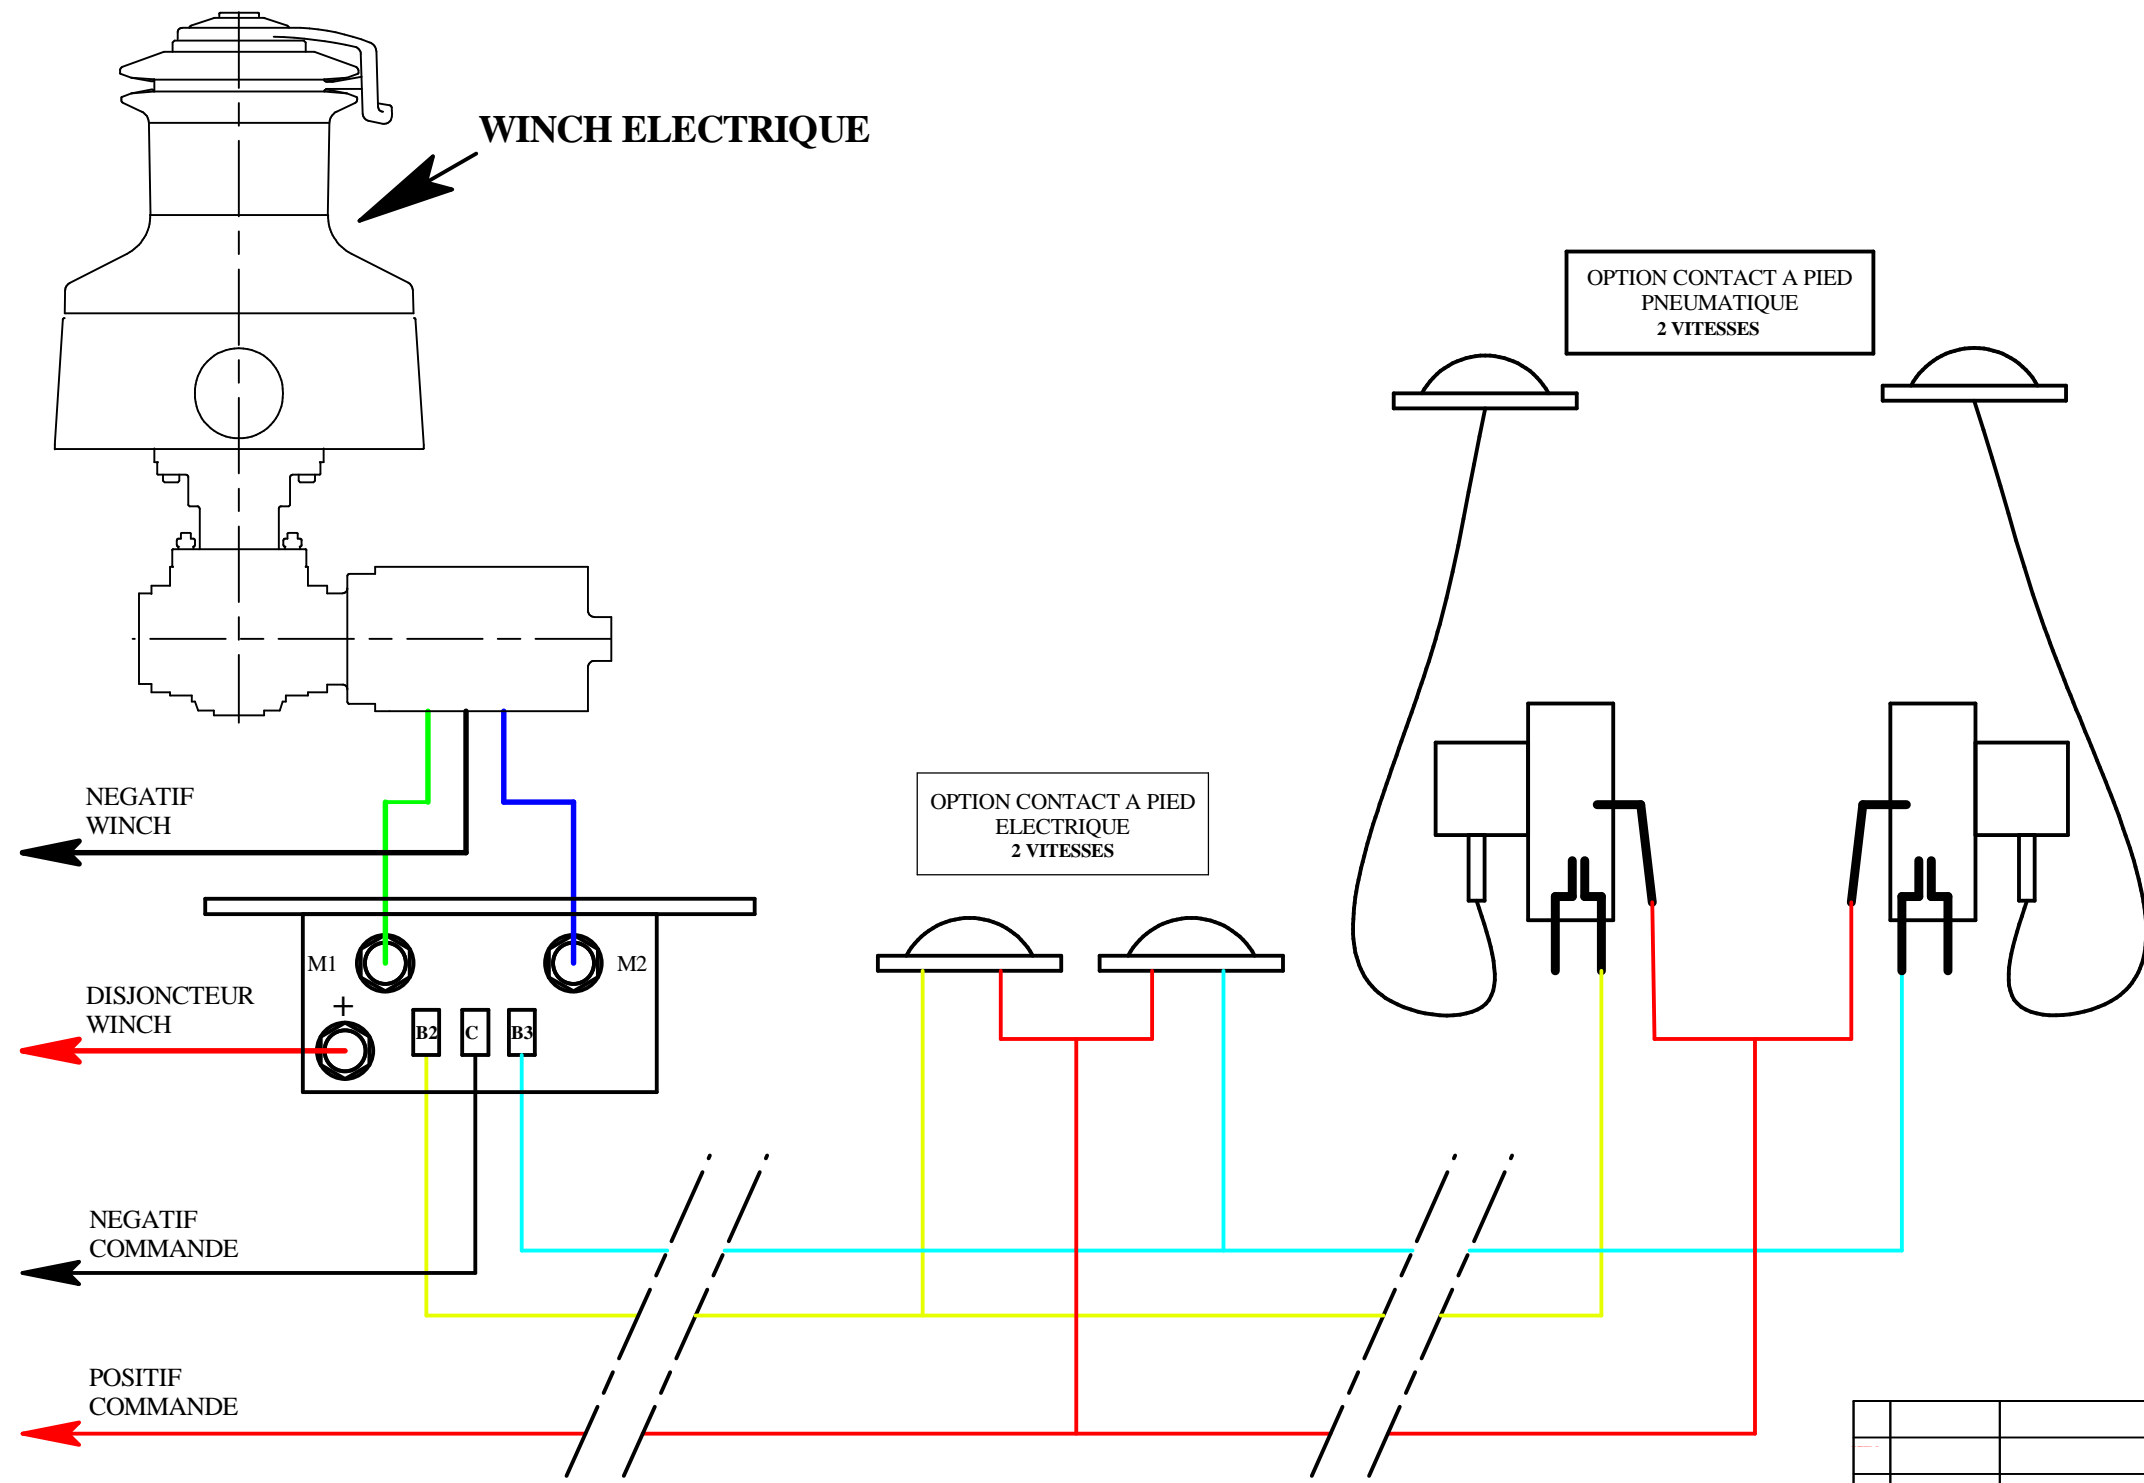 WINCH ELECTRIQUE
OPTION CONTACT A PIED
PNEUMATIQUE
2 VITESSES
NEGATIF
WINCH
OPTION CONTACT A PIED
ELECTRIQUE
2 VITESSES
M1
M2
DISJONCTEUR
WINCH
+
B2
C
B3
NEGATIF
COMMANDE
POSITIF
COMMANDE